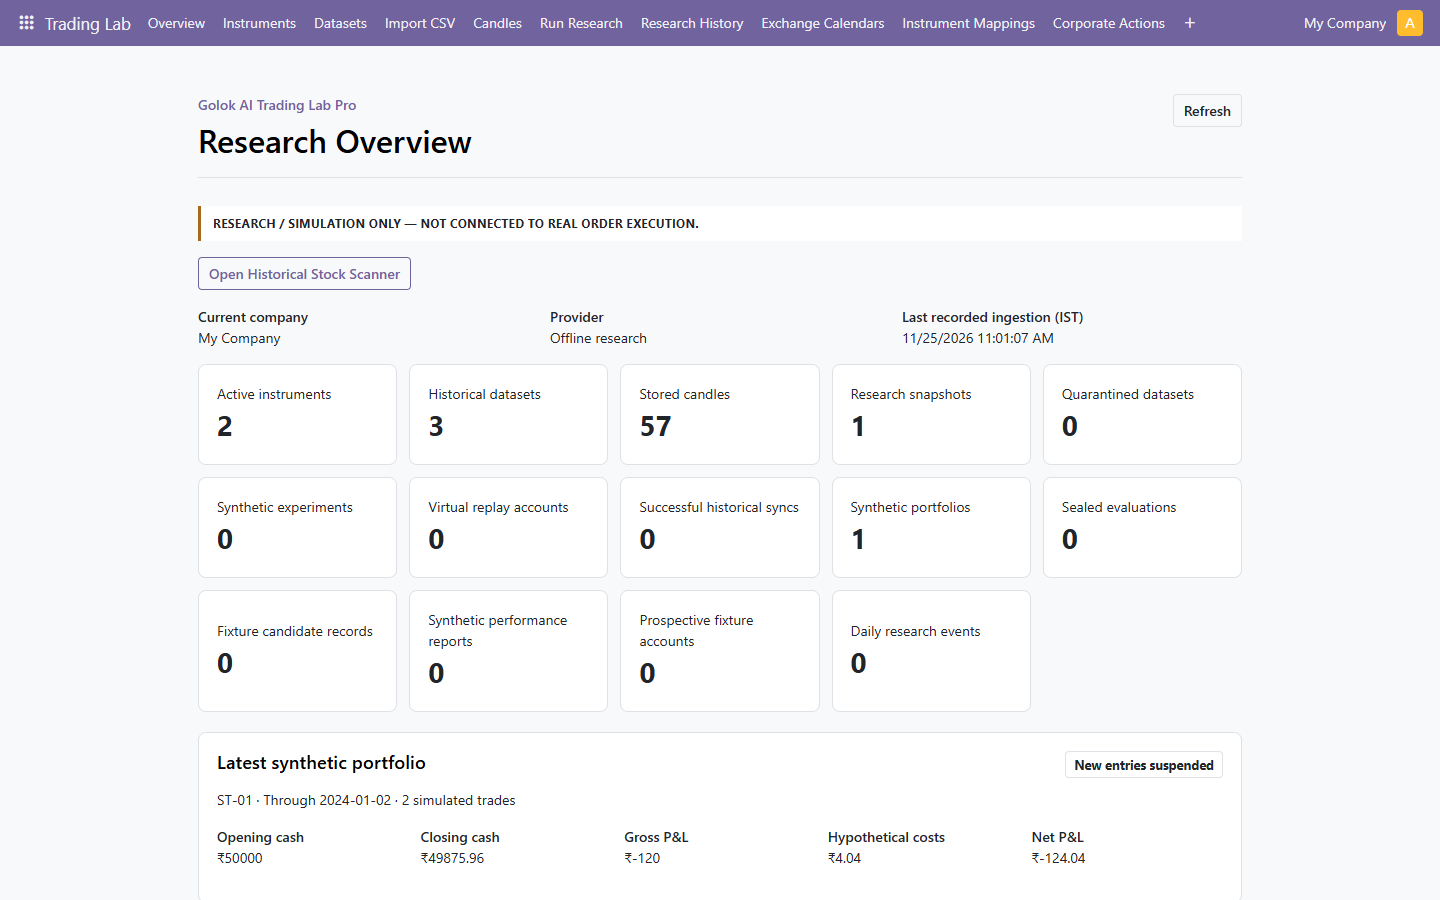 Trading Lab Overview Instruments Datasets Import CSV Candles Run Research Research History Exchange Calendars Instrument Mappings Corporate Actions + My Company A
Golok AI Trading Lab Pro
Refresh
Research Overview
RESEARCH / SIMULATION ONLY — NOT CONNECTED TO REAL ORDER EXECUTION.
Open Historical Stock Scanner
Current company Provider Last recorded ingestion (IST)
My Company Offline research 11/25/2026 11:01:07 AM
Active instruments Historical datasets Stored candles Research snapshots Quarantined datasets
2 3 57 1 0
Synthetic experiments Virtual replay accounts Successful historical syncs Synthetic portfolios Sealed evaluations
0 0 0 1 0
Fixture candidate records
0
Synthetic performance
reports
0
Prospective fixture
accounts
0
Daily research events
0
Latest synthetic portfolio New entries suspended
ST-01 · Through 2024-01-02 · 2 simulated trades
Opening cash Closing cash Gross P&L Hypothetical costs Net P&L
₹50000 ₹49875.96 ₹-120 ₹4.04 ₹-124.04